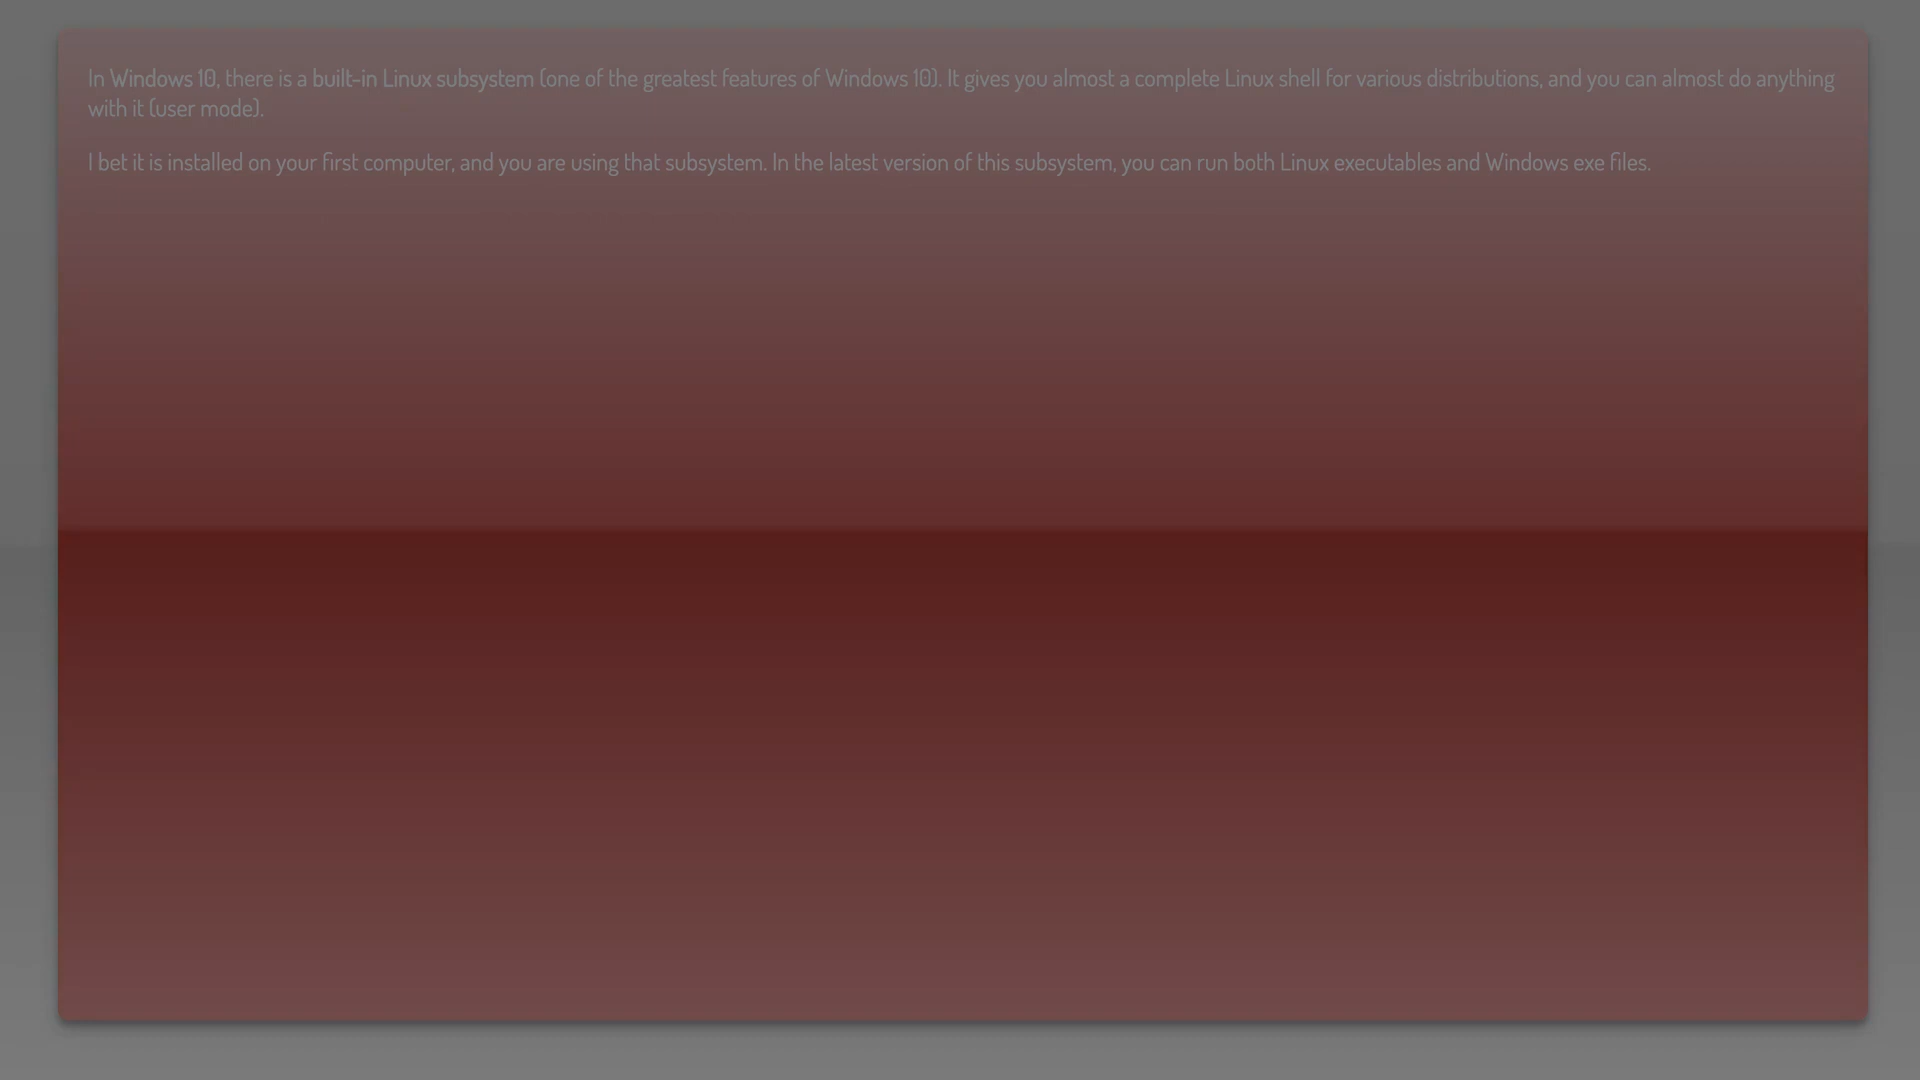 In Windows 10, there is a built-in Linux subsystem (one of the greatest features of Windows 10). It gives you almost a complete Linux shell for various distributions, and you can almost do anything
with it (user mode).
I bet it is installed on your first computer, and you are using that subsystem. In the latest version of this subsystem, you can run both Linux executables and Windows exe files.